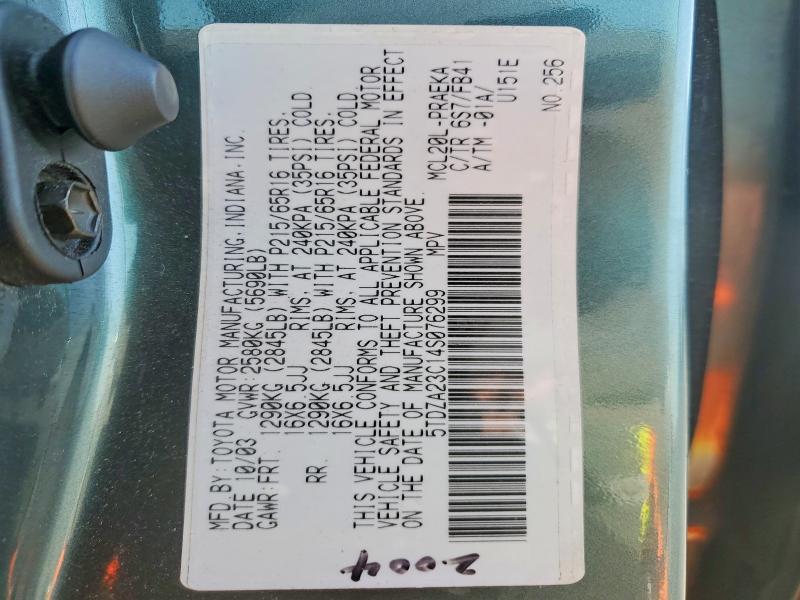 MFD.BY:TOYOTA MOTOR MANUFACTURING,INDIANA,INC.
DATE 10/03 GVWR:2580KG (5690LB)
GAWR:FRT. 1290KG (2845LB) WITH P215/65R16 TIRES,
16X6.5JJ RIMS, AT 240KPA (35PSI) COLD
RR. 1290KG (2845LB) WITH P215/65R16 TIRES,
16X6.5JJ RIMS, AT 240KPA (35PSI) COLD
THIS VEHICLE CONFORMS TO ALL APPLICABLE FEDERAL MOTOR
VEHICLE SAFETY AND THEFT PREVENTION STANDARDS IN EFFECT
ON THE DATE OF MANUFACTURE SHOWN ABOVE.
5TDZA23C14S076299 MPV
MCL20L-PRAEKA
C/TR 6S7/FB41
A/TM -01A/
U151E
NO.256
2004